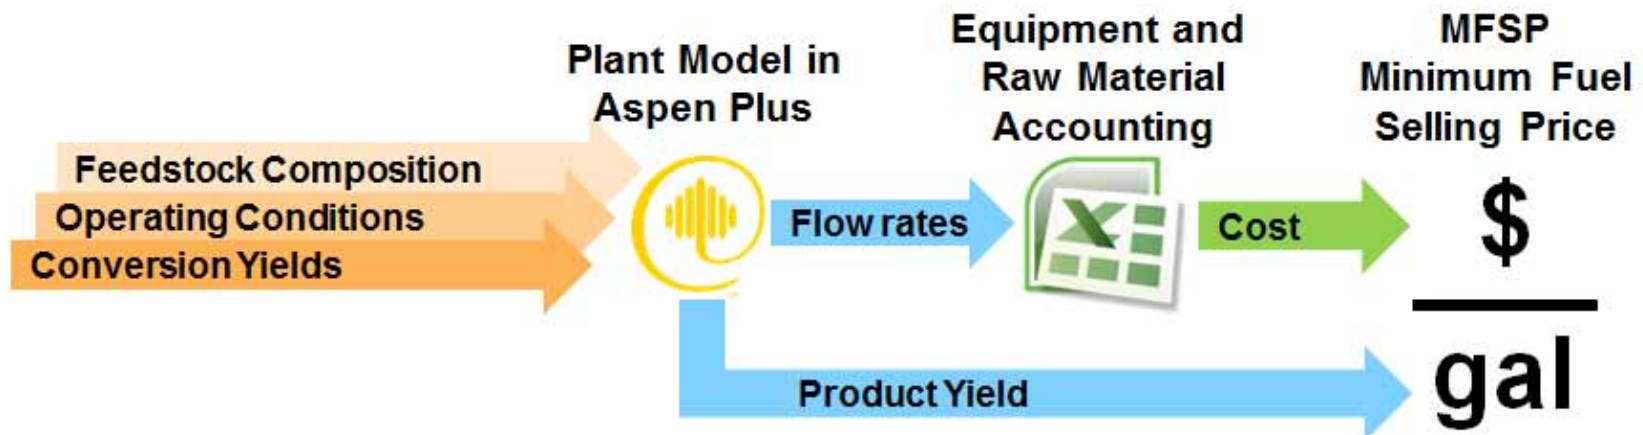 Plant Model in
Aspen Plus
Equipment and
Raw Material
Accounting
MFSP
Minimum Fuel
Selling Price
Feedstock Composition
Operating Conditions
Conversion Yields
Flow rates
X
Cost
$
gal
Product Yield